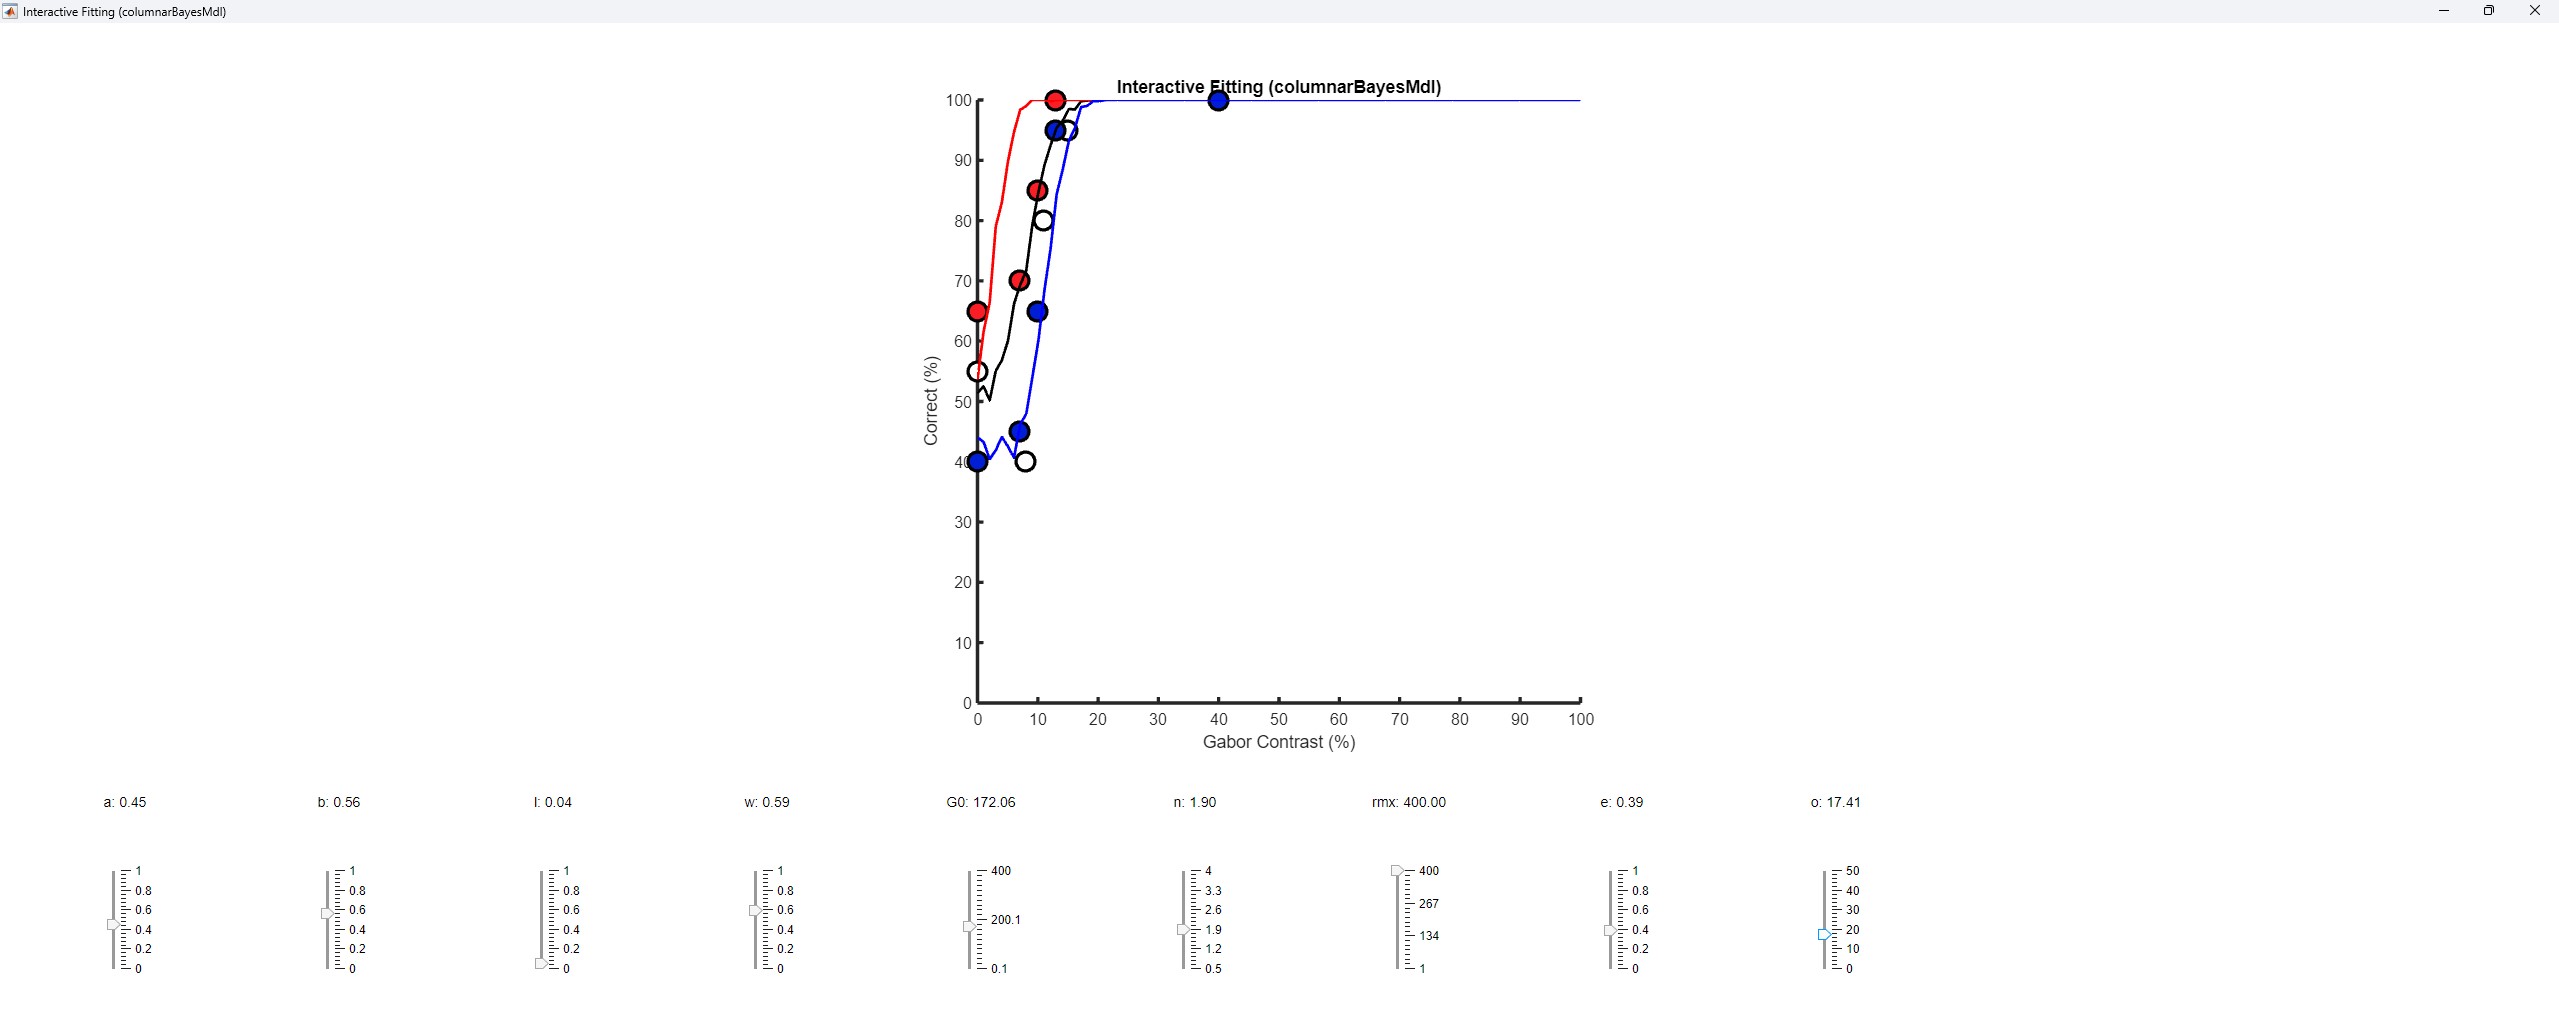 Interactive Fitting (columnarBayesMdl)
Interactive Fitting (columnarBayesMdl)
100
90
80
70
60
50
40
30
20
10
0
Correct (%)
0 10 20 30 40 50 60 70 80 90 100
Gabor Contrast (%)
a: 0.45 b: 0.56 l: 0.04 w: 0.59 G0: 172.06 n: 1.90 rmx: 400.00 e: 0.39 o: 17.41
1 1 1 1 400 4 400 1 50
0.8 0.8 0.8 0.8 3.3 0.8 40
0.6 0.6 0.6 0.6 2.6 267 0.6 30
200.1
0.4 0.4 0.4 0.4 1.9 134 0.4 20
0.2 0.2 0.2 0.2 1.2 0.2 10
0 0 0 0 0.1 0.5 1 0 0